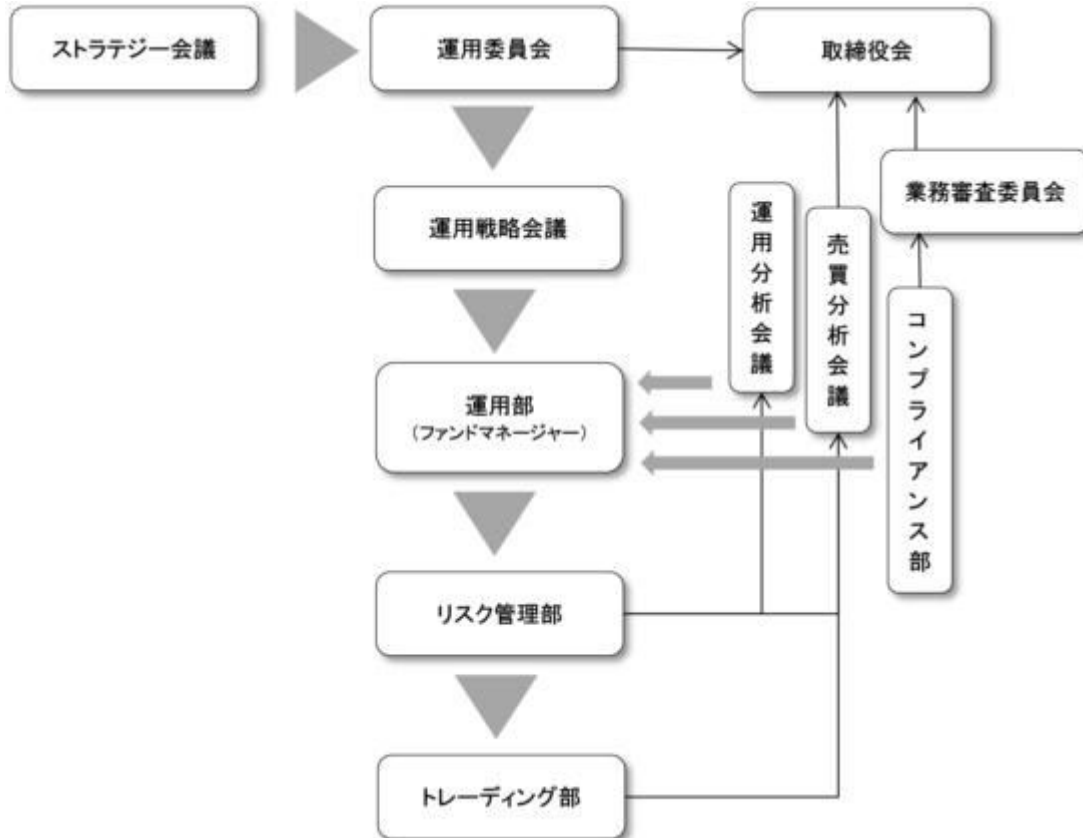 ストラテジー会議
運用委員会
取締役会
業務審査委員会
運用戦略会議
運用分析会議
売買分析会議
コンプライアンス部
運用部
(ファンドマネージャー)
リスク管理部
トレーディング部